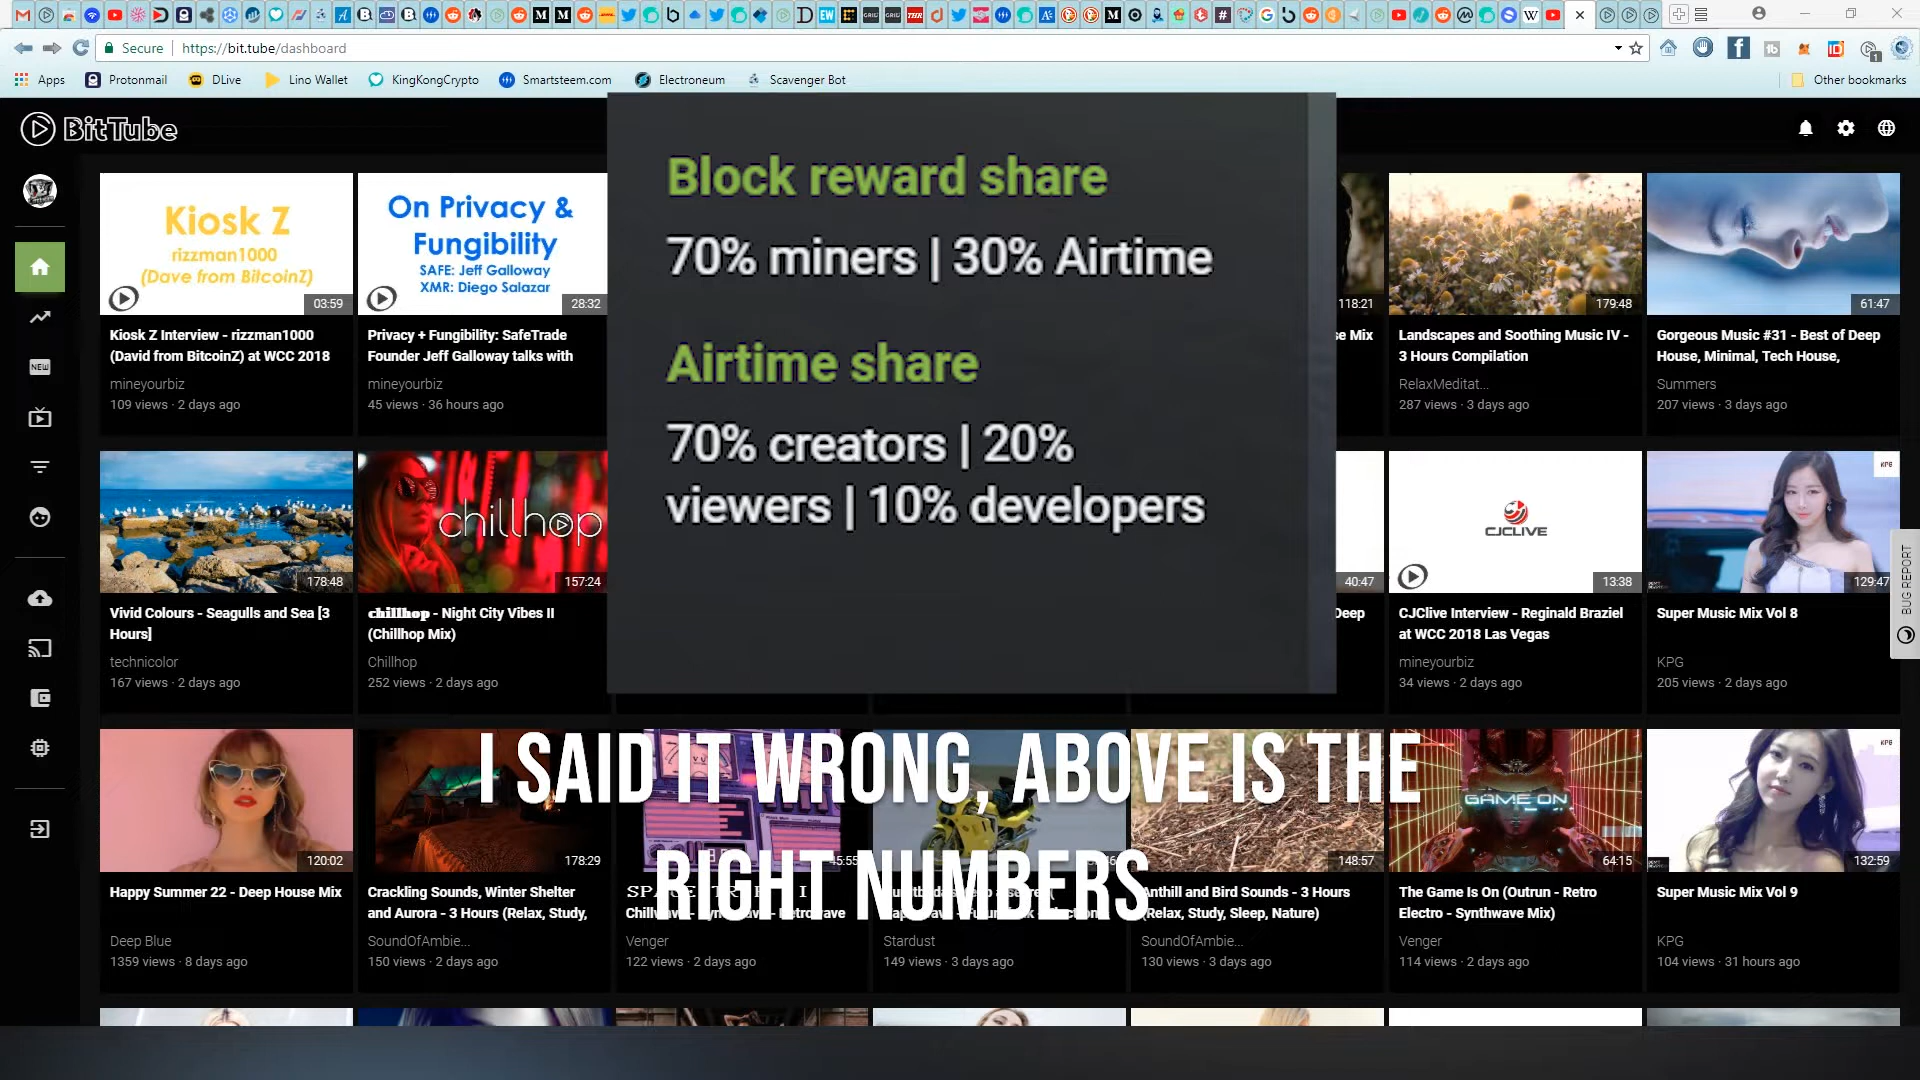 Secure
https://bit.tube/dashboard
Apps
Protonmail
DLive
Lino Wallet
KingKongCrypto
Smartsteem.com
Electroneum
Scavenger Bot
Other bookmarks
BitTube
Block reward share
70% miners | 30% Airtime
Airtime share
70% creators | 20%
viewers | 10% developers
Kiosk Z
rizzman1000
(Dave from BitcoinZ)
03:59
Kiosk Z Interview - rizzman1000
(David from BitcoinZ) at WCC 2018
mineyourbiz
109 views · 2 days ago
On Privacy &
Fungibility
SAFE: Jeff Galloway
XMR: Diego Salazar
28:32
Privacy + Fungibility: SafeTrade
Founder Jeff Galloway talks with
mineyourbiz
45 views · 36 hours ago
118:21
Mix
179:48
Landscapes and Soothing Music IV -
3 Hours Compilation
RelaxMeditat...
287 views · 3 days ago
61:47
Gorgeous Music #31 - Best of Deep
House, Minimal, Tech House,
Summers
207 views · 3 days ago
NEW
178:48
Vivid Colours - Seagulls and Sea [3
Hours]
technicolor
167 views · 2 days ago
chillhop
157:24
chillhop - Night City Vibes II
(Chillhop Mix)
Chillhop
252 views · 2 days ago
40:47
Deep
CJCLIVE
13:38
CJClive Interview - Reginald Braziel
at WCC 2018 Las Vegas
mineyourbiz
34 views · 2 days ago
KPG
129:47
Super Music Mix Vol 8
KPG
205 views · 2 days ago
BUG REPORT
I SAID IT WRONG, ABOVE IS THE
RIGHT NUMBERS
120:02
Happy Summer 22 - Deep House Mix
Deep Blue
1359 views · 8 days ago
178:29
Crackling Sounds, Winter Shelter
and Aurora - 3 Hours (Relax, Study,
SoundOfAmbie...
150 views · 2 days ago
45:55
Venger
122 views · 2 days ago
Stardust
149 views · 3 days ago
148:57
Anthill and Bird Sounds - 3 Hours
(Relax, Study, Sleep, Nature)
SoundOfAmbie...
130 views · 3 days ago
GAME ON
64:15
The Game Is On (Outrun - Retro
Electro - Synthwave Mix)
Venger
114 views · 2 days ago
KPG
132:59
Super Music Mix Vol 9
KPG
104 views · 31 hours ago